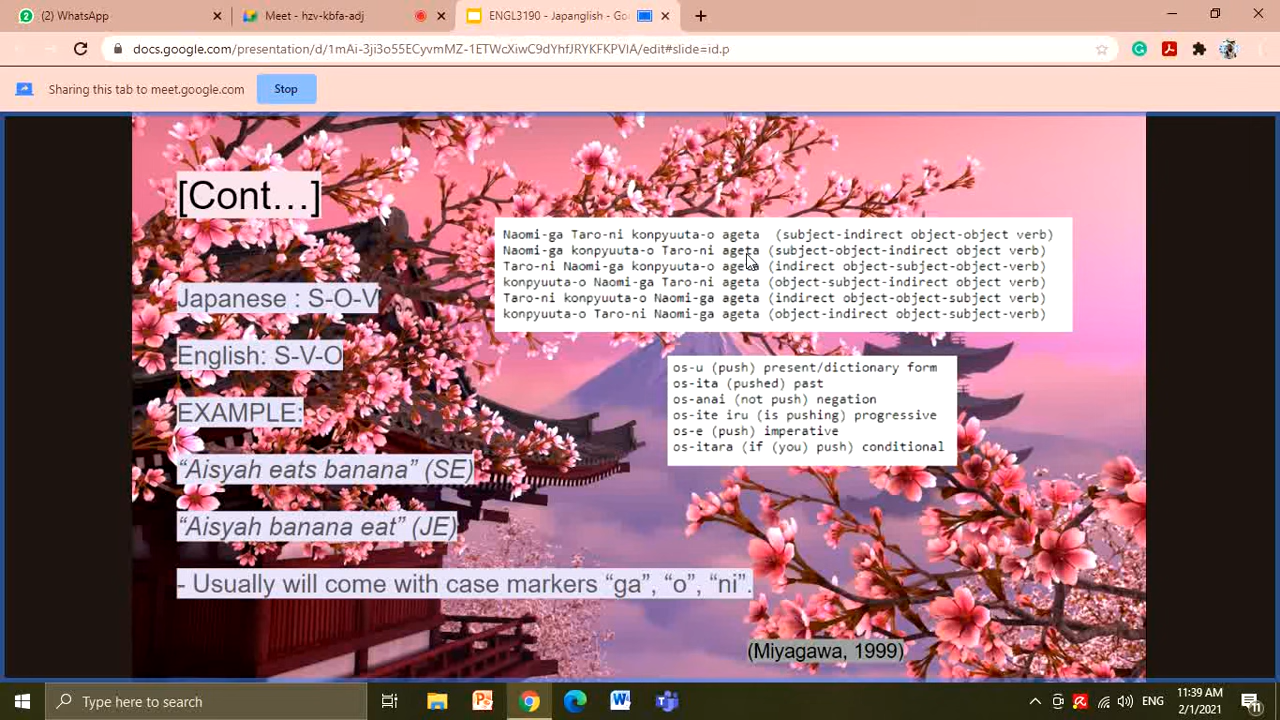 (2) WhatsApp
Meet - hzv-kbfa-adj
ENGL3190 - Japanglish - Go
docs.google.com/presentation/d/1mAi-3ji3o55ECyvmMZ-1ETWcXiwC9dYhfJRYKFKPViA/edit#slide=id.p
Sharing this tab to meet.google.com
Stop
[Cont…]
Japanese : S-O-V
English: S-V-O
EXAMPLE:
“Aisyah eats banana” (SE)
“Aisyah banana eat” (JE)
- Usually will come with case markers “ga”, “o”, “ni”.
Naomi-ga Taro-ni konpyuuta-o ageta (subject-indirect object-object verb)
Naomi-ga konpyuuta-o Taro-ni ageta (subject-object-indirect object verb)
Taro-ni Naomi-ga konpyuuta-o ageta (indirect object-subject-object-verb)
konpyuuta-o Naomi-ga Taro-ni ageta (object-subject-indirect object verb)
Taro-ni konpyuuta-o Naomi-ga ageta (indirect object-object-subject verb)
konpyuuta-o Taro-ni Naomi-ga ageta (object-indirect object-subject-verb)
os-u (push) present/dictionary form
os-ita (pushed) past
os-anai (not push) negation
os-ite iru (is pushing) progressive
os-e (push) imperative
os-itara (if (you) push) conditional
(Miyagawa, 1999)
Type here to search
ENG
11:39 AM
2/1/2021